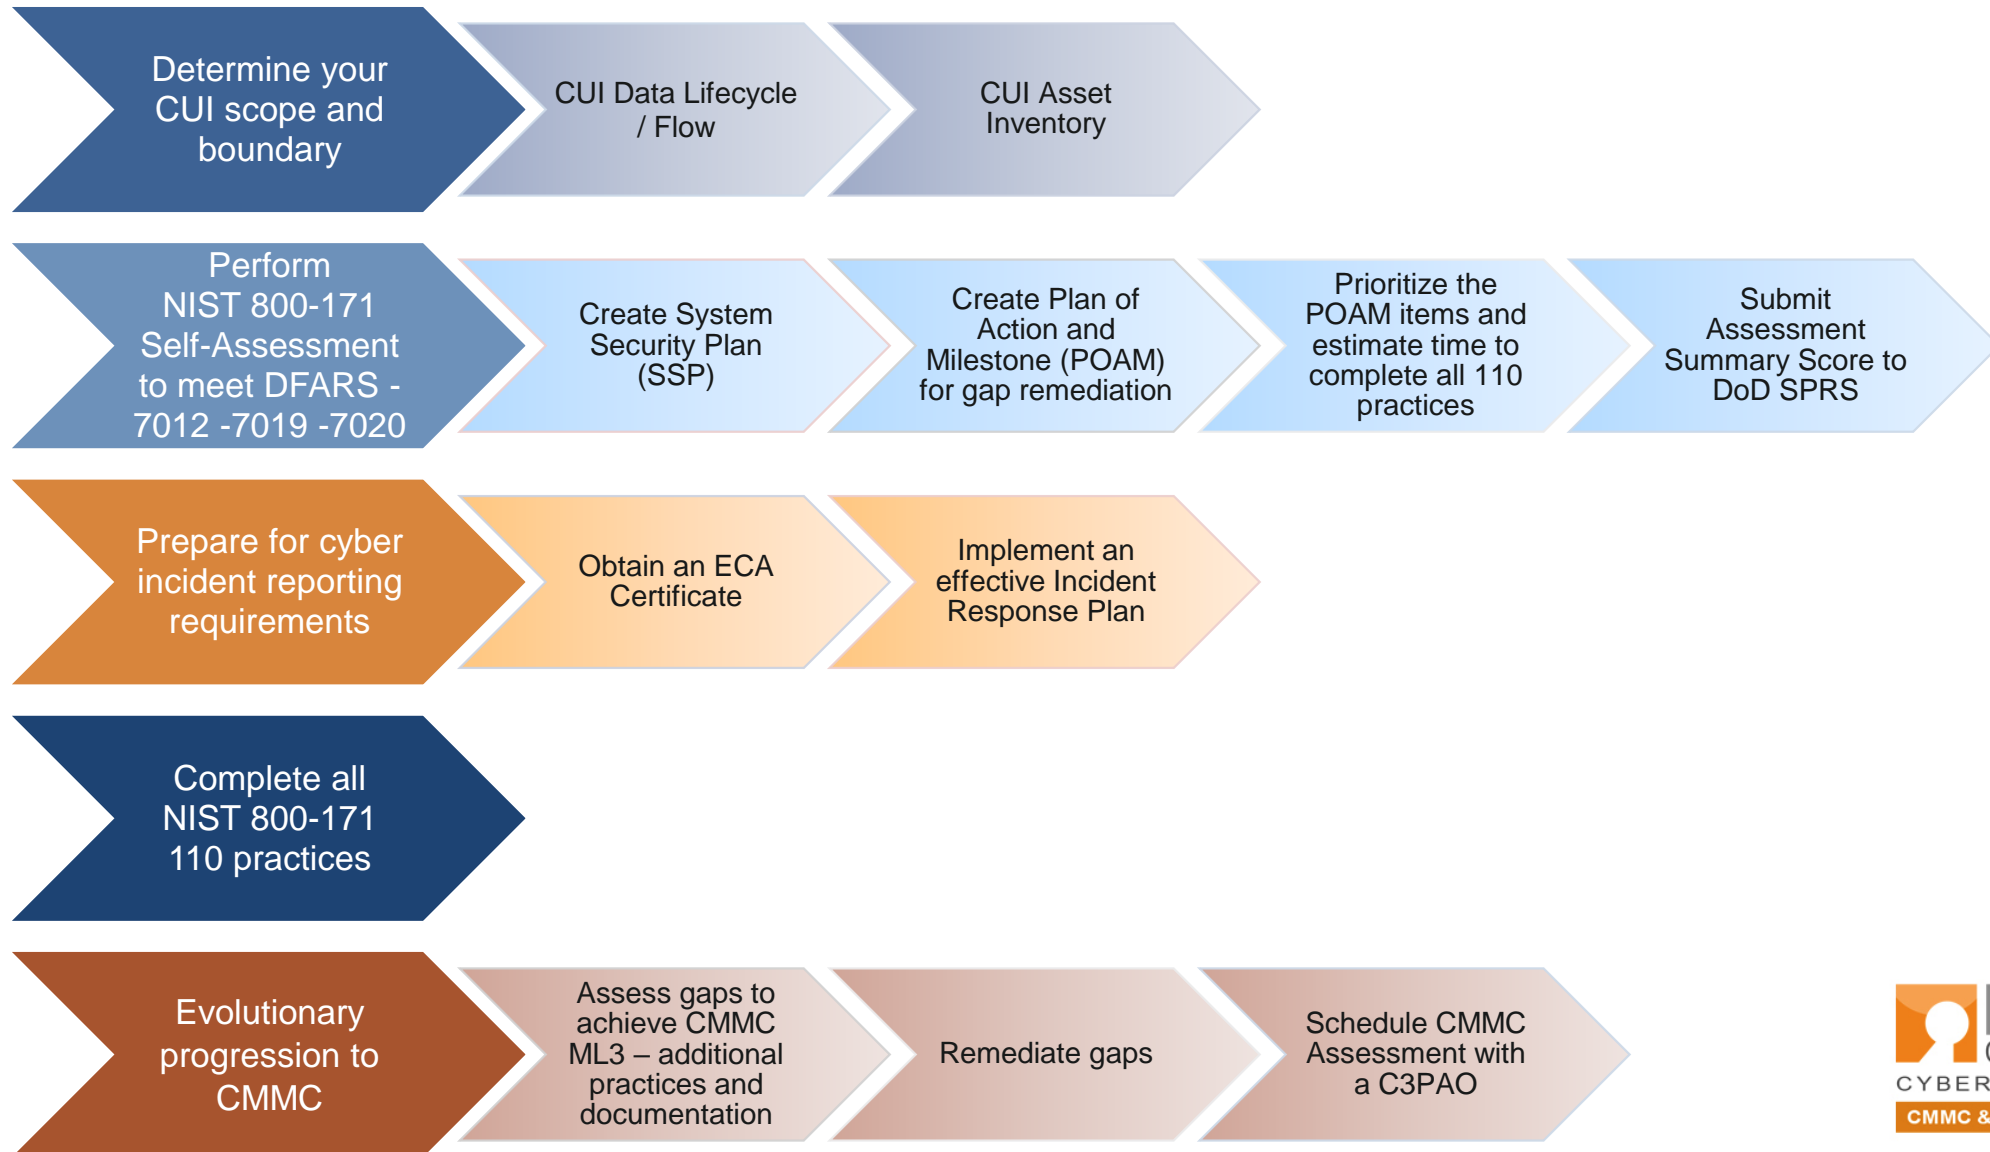 Determine your
CUI scope and
boundary
CUI Data Lifecycle
/ Flow
CUI Asset
Inventory
Perform
NIST 800-171
Self-Assessment
to meet DFARS -
7012 -7019 -7020
Create System
Security Plan
(SSP)
Create Plan of
Action and
Milestone (POAM)
for gap remediation
Prioritize the
POAM items and
estimate time to
complete all 110
practices
Submit
Assessment
Summary Score to
DoD SPRS
Prepare for cyber
incident reporting
requirements
Obtain an ECA
Certificate
Implement an
effective Incident
Response Plan
Complete all
NIST 800-171
110 practices
Evolutionary
progression to
CMMC
Assess gaps to
achieve CMMC
ML3 – additional
practices and
documentation
Remediate gaps
Schedule CMMC
Assessment with
a C3PAO
CYBER
CMMC &